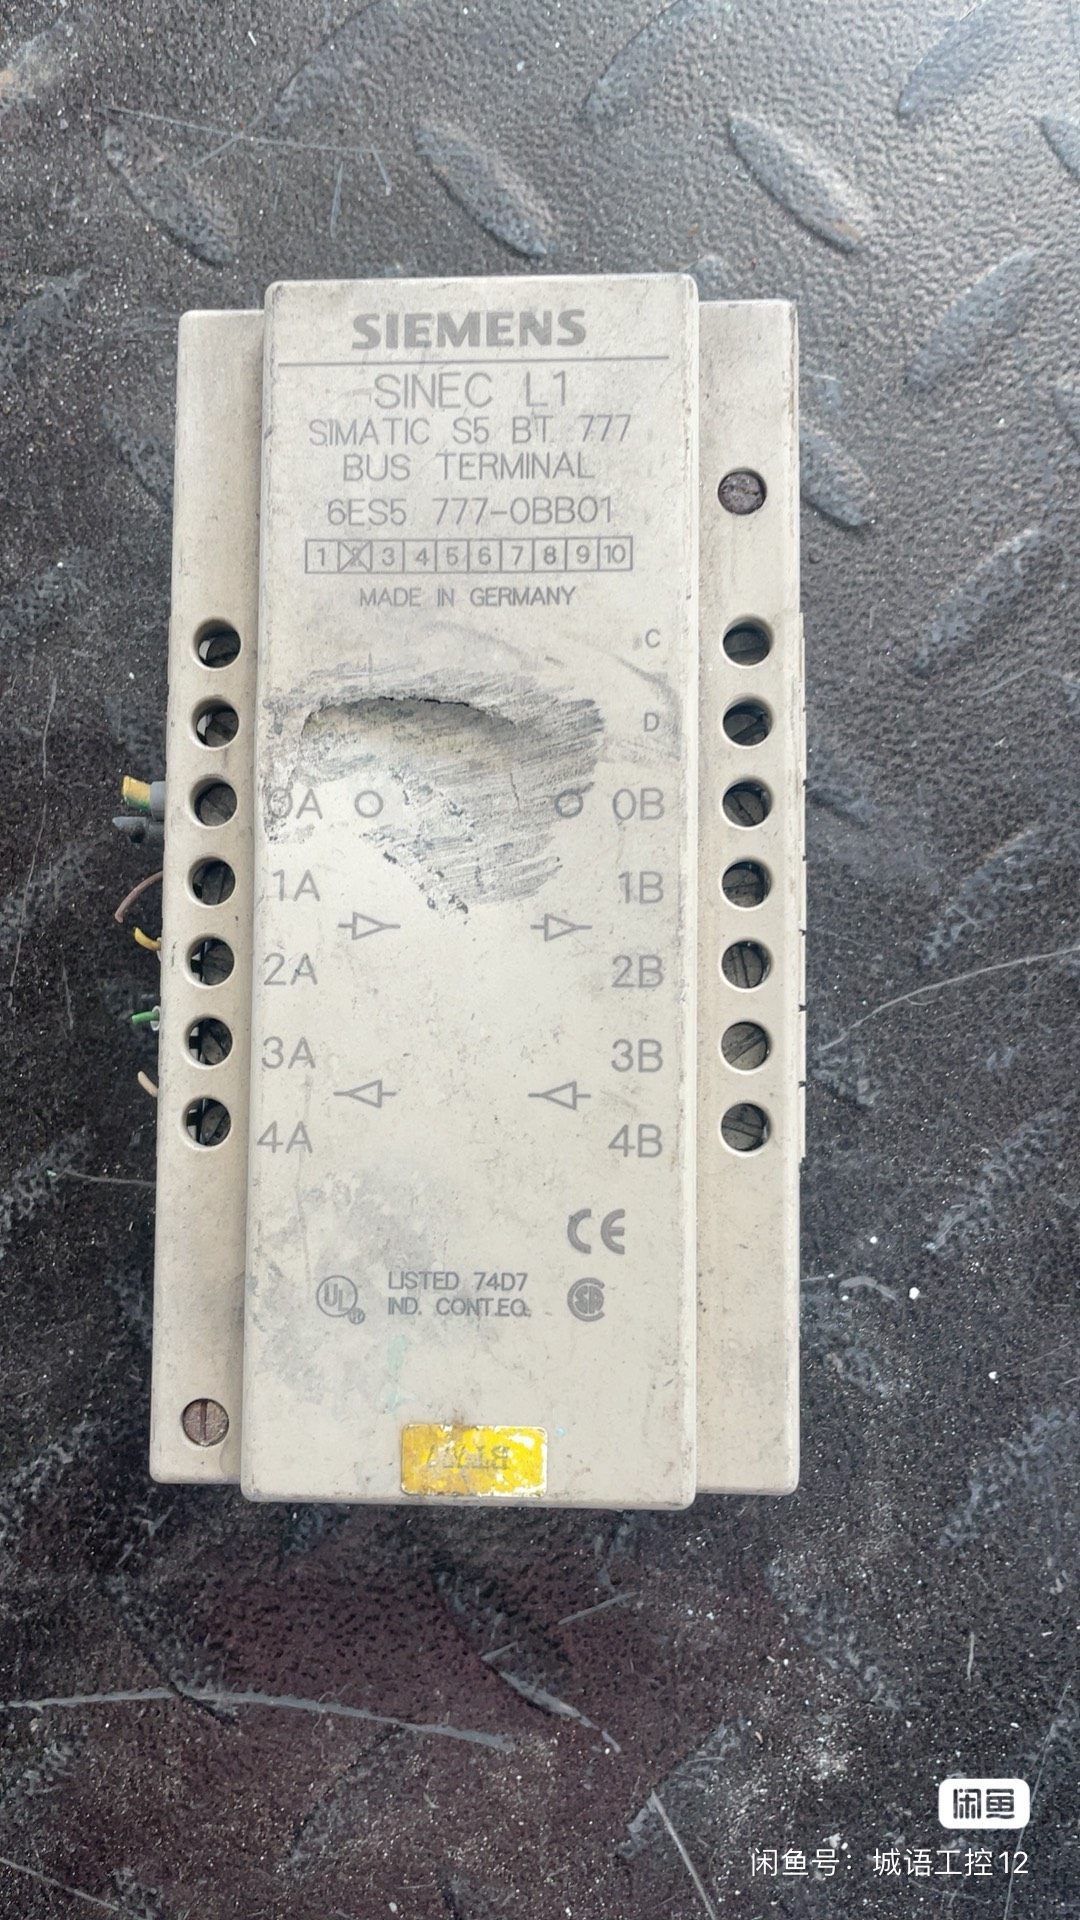 SIEMENS
SINEC L1
SIMATIC S5 BT 777
BUS TERMINAL
6ES5 777-0BB01
1 3 4 5 6 7 8 9 10
MADE IN GERMANY
C
D
0A 0B
1A 1B
2A 2B
3A 3B
4A 4B
CE
UL LISTED 74D7
IND. CONT.EQ.
闲鱼
闲鱼号：城语工控12